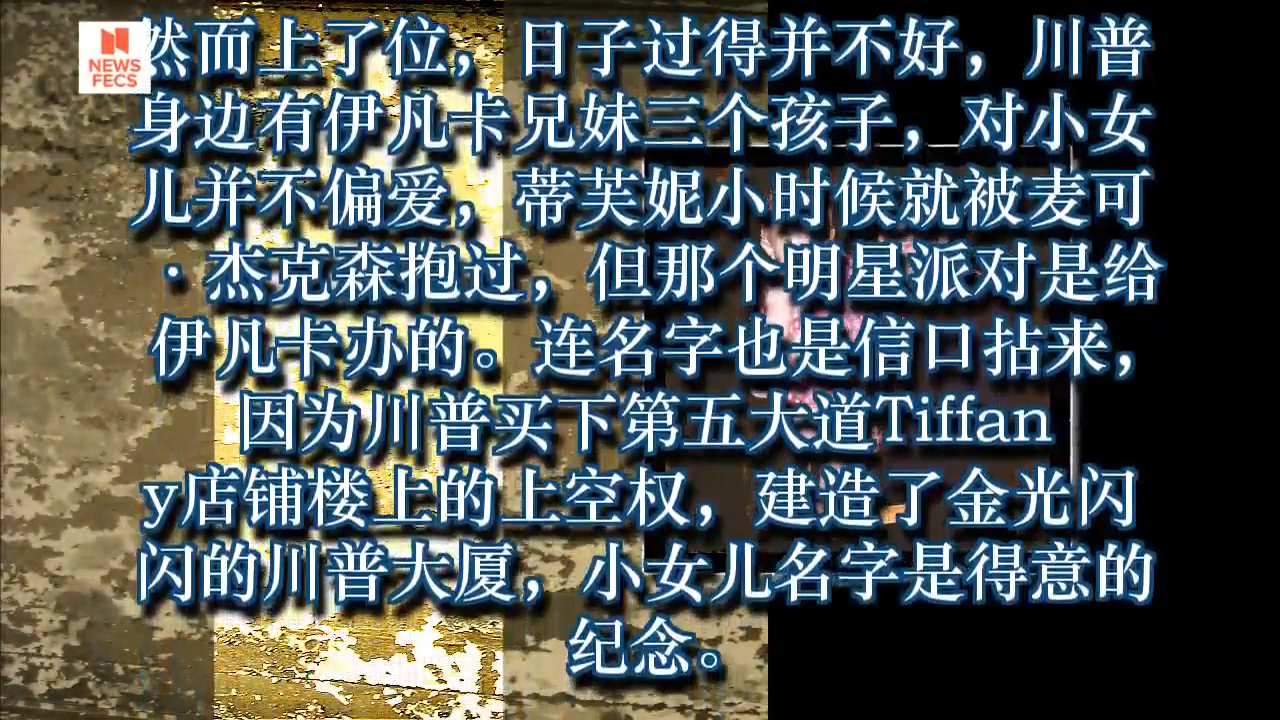 NEWS
FECS
然而上了位，日子过得并不好，川普
身边有伊凡卡兄妹三个孩子，对小女
儿并不偏爱，蒂芙妮小时候就被麦可
·杰克森抱过，但那个明星派对是给
伊凡卡办的。连名字也是信口拈来，
因为川普买下第五大道Tiffan
y店铺楼上的上空权，建造了金光闪
闪的川普大厦，小女儿名字是得意的
纪念。